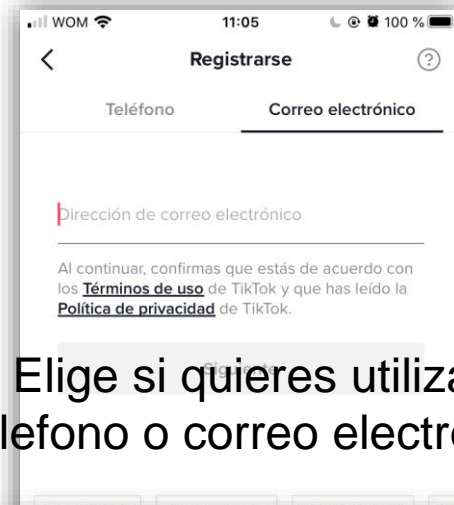 WOM 11:05 100 %
Registrarse ?
Teléfono Correo electrónico
Dirección de correo electrónico
Al continuar, confirmas que estás de acuerdo con
los Términos de uso de TikTok y que has leído la
Política de privacidad de TikTok.
Siguiente
Elige si quieres utiliza
lefono o correo electr